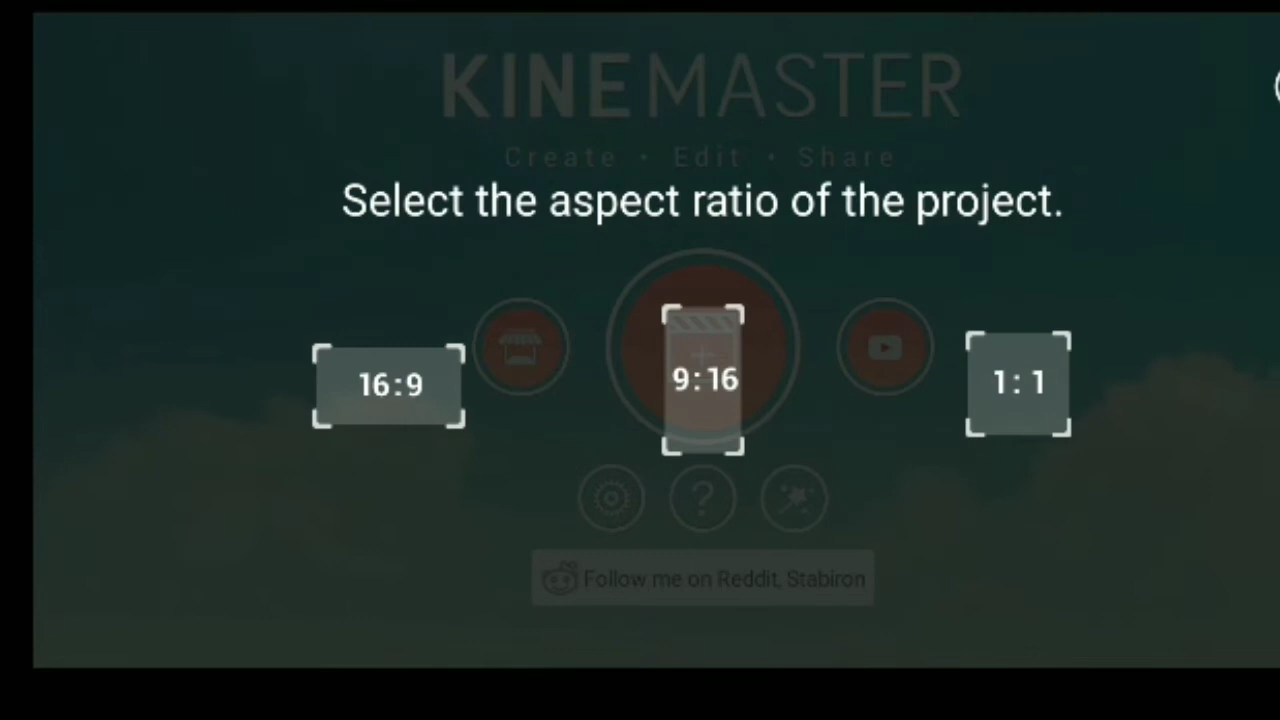 KINEMASTER
Create · Edit · Share
Select the aspect ratio of the project.
16:9
9:16
1:1
?
Follow me on Reddit, Stabiron